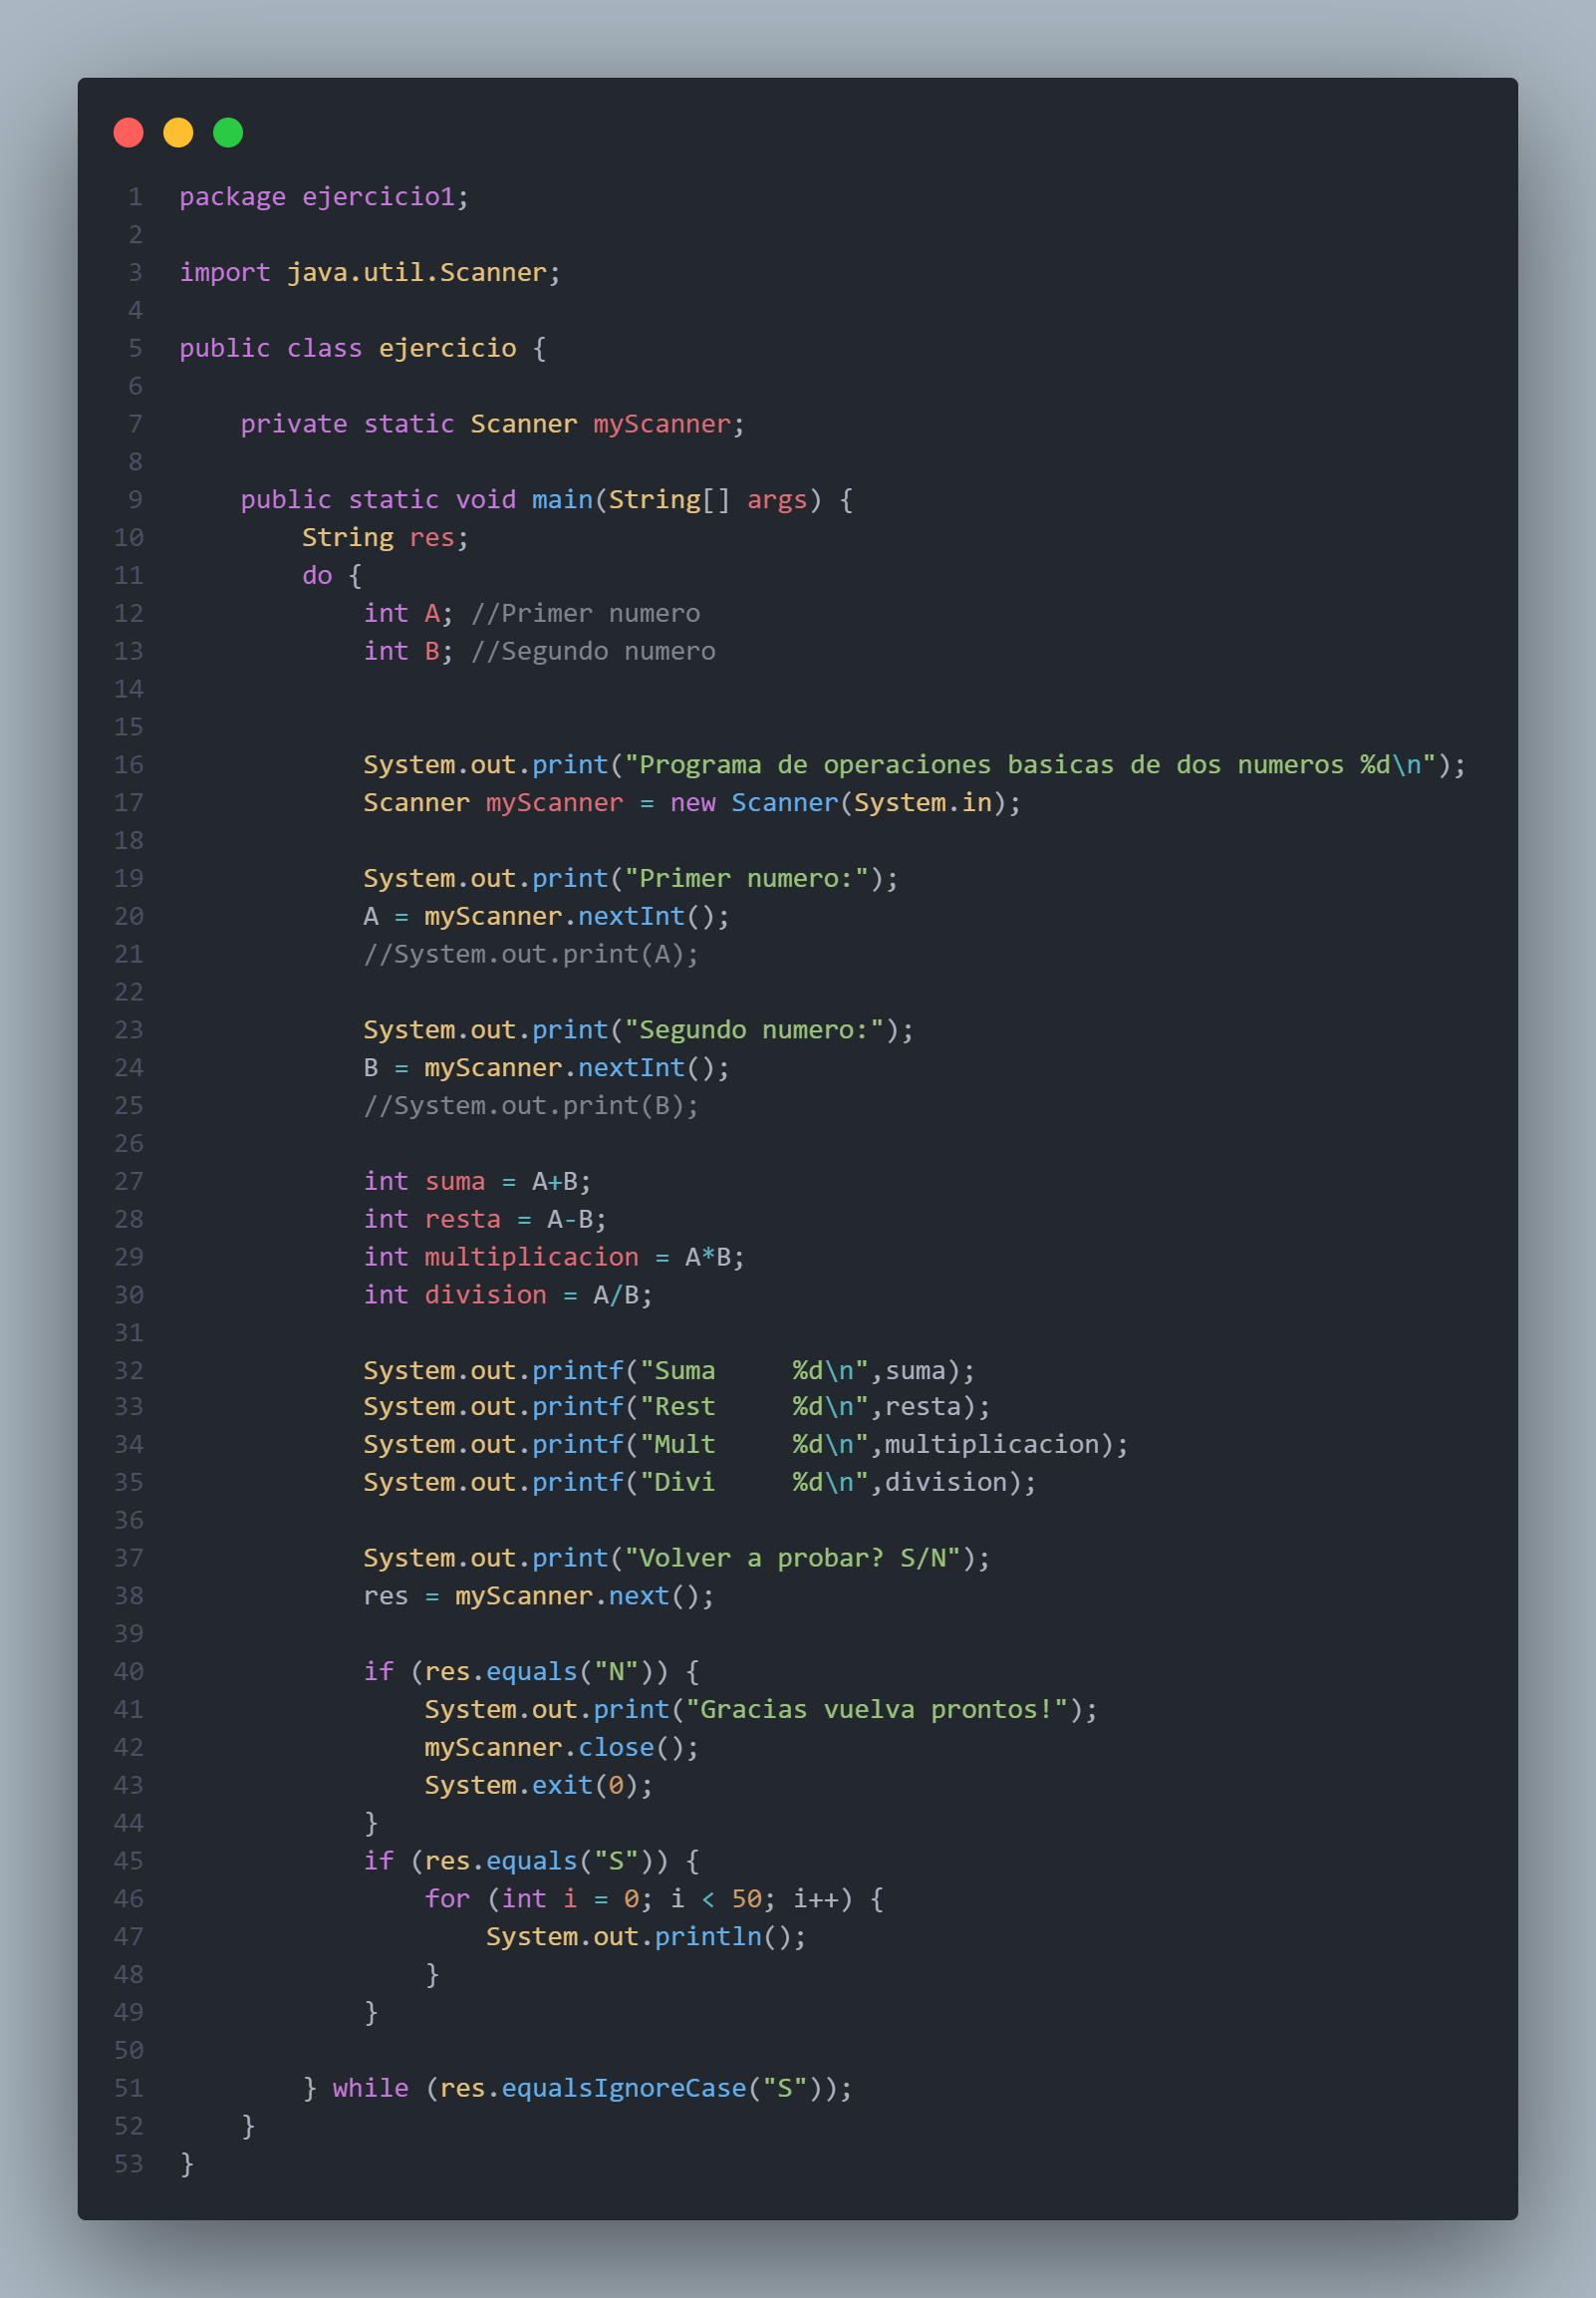 1 package ejercicio1;
2
3 import java.util.Scanner;
4
5 public class ejercicio {
6
7     private static Scanner myScanner;
8
9     public static void main(String[] args) {
10         String res;
11         do {
12             int A; //Primer numero
13             int B; //Segundo numero
14
15
16             System.out.print("Programa de operaciones basicas de dos numeros %d\n");
17             Scanner myScanner = new Scanner(System.in);
18
19             System.out.print("Primer numero:");
20             A = myScanner.nextInt();
21             //System.out.print(A);
22
23             System.out.print("Segundo numero:");
24             B = myScanner.nextInt();
25             //System.out.print(B);
26
27             int suma = A+B;
28             int resta = A-B;
29             int multiplicacion = A*B;
30             int division = A/B;
31
32             System.out.printf("Suma     %d\n",suma);
33             System.out.printf("Rest     %d\n",resta);
34             System.out.printf("Mult     %d\n",multiplicacion);
35             System.out.printf("Divi     %d\n",division);
36
37             System.out.print("Volver a probar? S/N");
38             res = myScanner.next();
39
40             if (res.equals("N")) {
41                 System.out.print("Gracias vuelva prontos!");
42                 myScanner.close();
43                 System.exit(0);
44             }
45             if (res.equals("S")) {
46                 for (int i = 0; i < 50; i++) {
47                     System.out.println();
48                 }
49             }
50
51         } while (res.equalsIgnoreCase("S"));
52     }
53 }